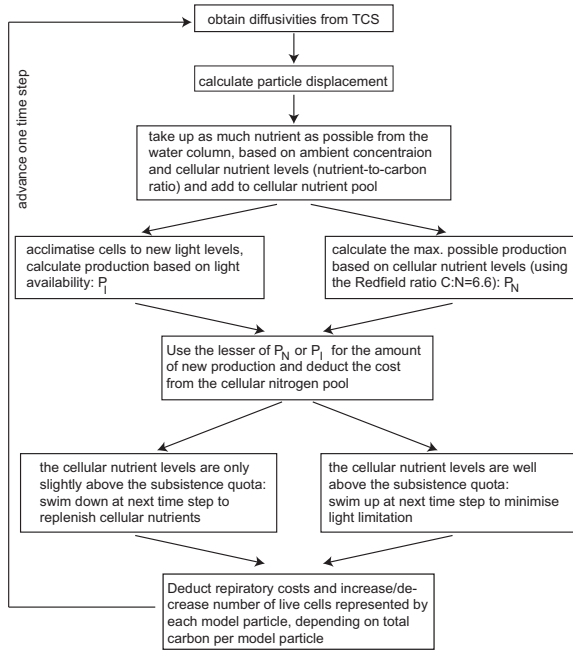 obtain diffusivities from TCS
calculate particle displacement
advance one time step
take up as much nutrient as possible from the
water column, based on ambient concentraion
and cellular nutrient levels (nutrient-to-carbon
ratio) and add to cellular nutrient pool
acclimatise cells to new light levels,
calculate production based on light
availability: P_I
calculate the max. possible production
based on cellular nutrient levels (using
the Redfield ratio C:N=6.6): P_N
Use the lesser of P_N or P_I for the amount
of new production and deduct the cost
from the cellular nitrogen pool
the cellular nutrient levels are only
slightly above the subsistence quota:
swim down at next time step to
replenish cellular nutrients
the cellular nutrient levels are well
above the subsistence quota:
swim up at next time step to minimise
light limitation
Deduct repiratory costs and increase/de-
crease number of live cells represented by
each model particle, depending on total
carbon per model particle